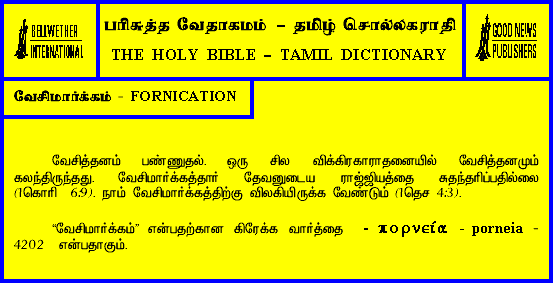 BELLWETHER
INTERNATIONAL
பரிசுத்த வேதாகமம் – தமிழ் சொல்லகராதி
THE HOLY BIBLE – TAMIL DICTIONARY
GOOD NEWS
PUBLISHERS
வேசிமார்க்கம் - FORNICATION
வேசித்தனம் பண்ணுதல். ஒரு சில விக்கிரகாராதனையில் வேசித்தனமும்
கலந்திருந்தது. வேசிமார்க்கத்தார் தேவனுடைய ராஜ்ஜியத்தை சுதந்தரிப்பதில்லை
(1கொரி 6:9). நாம் வேசிமார்க்கத்திற்கு விலகியிருக்க வேண்டும் (1தெச 4:3).
“வேசிமார்க்கம்” என்பதற்கான கிரேக்க வார்த்தை - πορνεία - porneia -
4202 என்பதாகும்.